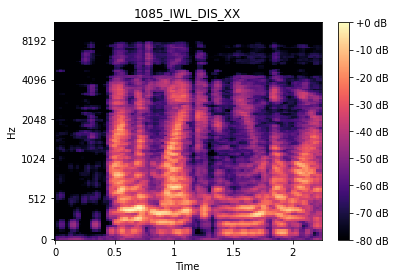 1085_IWL_DIS_XX
8192
4096
2048
1024
512
0
Hz
0
0.5
1
1.5
2
Time
+0 dB
-10 dB
-20 dB
-30 dB
-40 dB
-50 dB
-60 dB
-70 dB
-80 dB